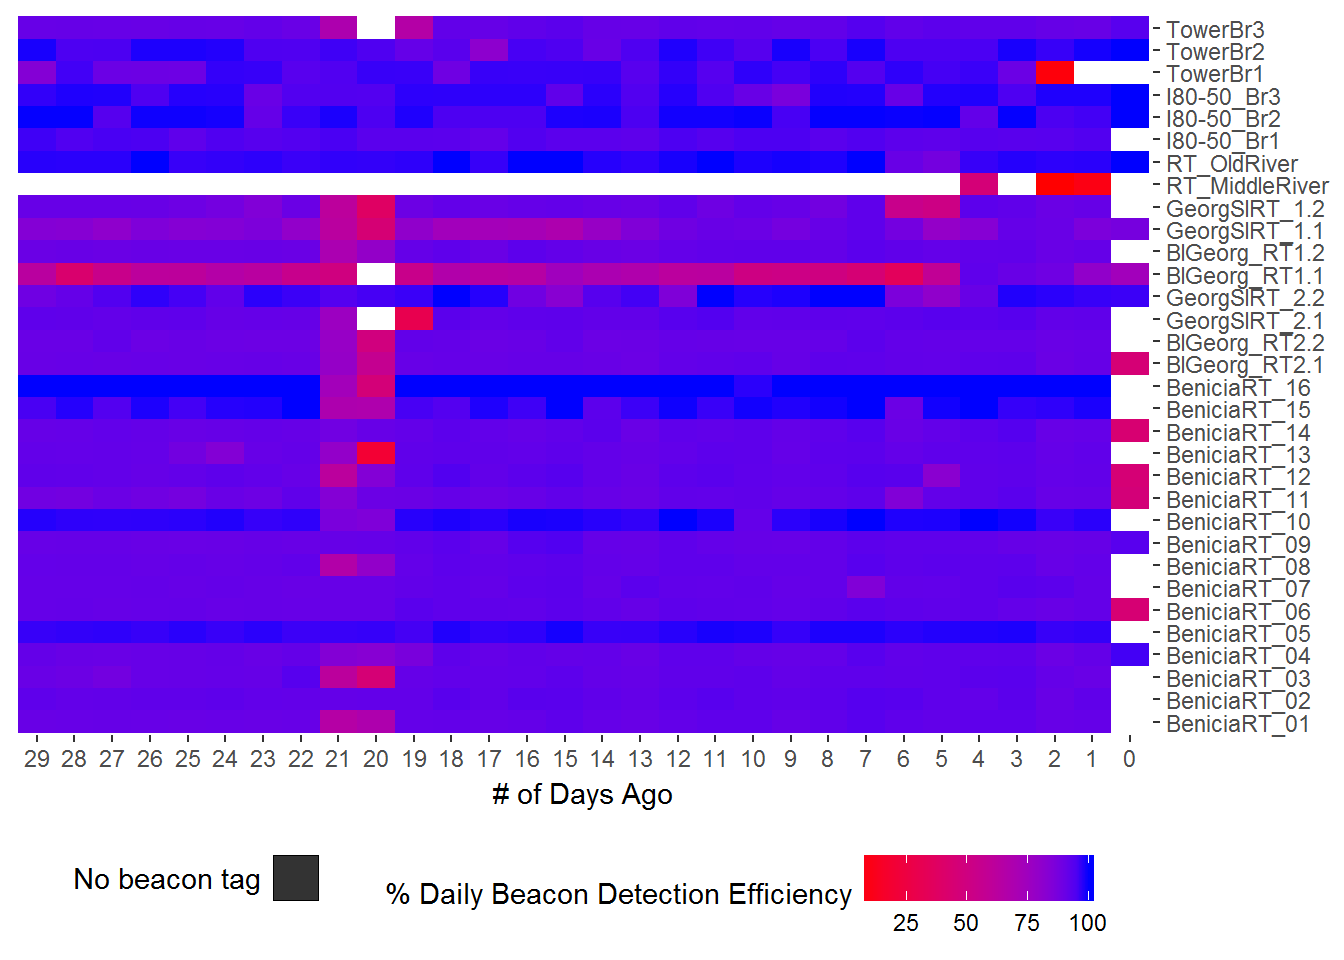 TowerBr3
TowerBr2
TowerBr1
I80-50_Br3
I80-50_Br2
I80-50_Br1
RT_OldRiver
RT_MiddleRiver
GeorgSlRT_1.2
GeorgSlRT_1.1
BlGeorg_RT1.2
BlGeorg_RT1.1
GeorgSlRT_2.2
GeorgSlRT_2.1
BlGeorg_RT2.2
BlGeorg_RT2.1
BeniciaRT_16
BeniciaRT_15
BeniciaRT_14
BeniciaRT_13
BeniciaRT_12
BeniciaRT_11
BeniciaRT_10
BeniciaRT_09
BeniciaRT_08
BeniciaRT_07
BeniciaRT_06
BeniciaRT_05
BeniciaRT_04
BeniciaRT_03
BeniciaRT_02
BeniciaRT_01
29 28 27 26 25 24 23 22 21 20 19 18 17 16 15 14 13 12 11 10 9 8 7 6 5 4 3 2 1 0
# of Days Ago
No beacon tag
% Daily Beacon Detection Efficiency
25 50 75 100